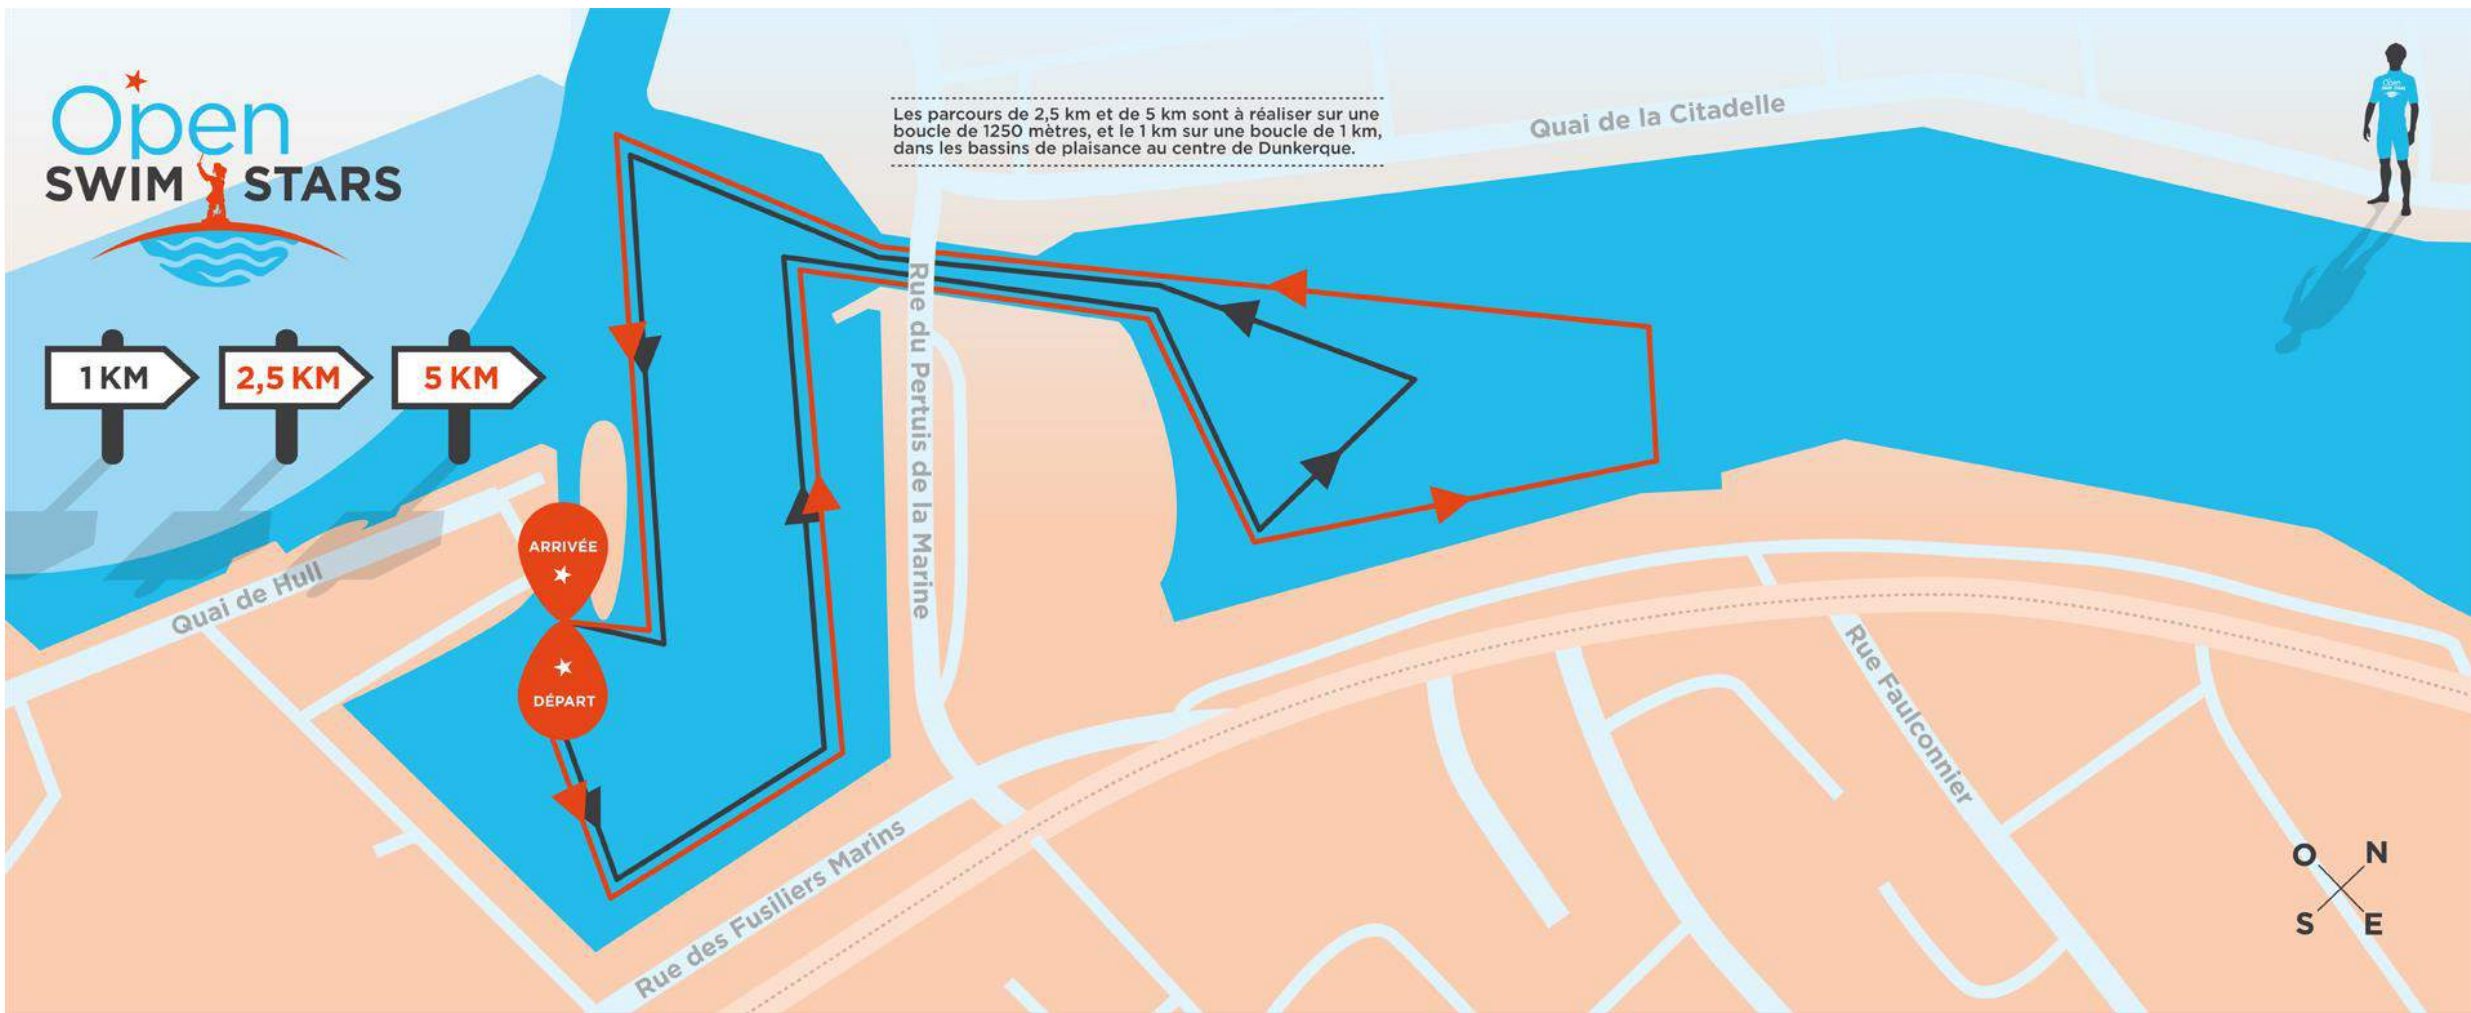 Open
SWIM STARS
Les parcours de 2,5 km et de 5 km sont à réaliser sur une
boucle de 1250 mètres, et le 1 km sur une boucle de 1 km,
dans les bassins de plaisance au centre de Dunkerque.
Quai de la Citadelle
1 KM
2,5 KM
5 KM
Rue du Pertuis de la Marine
ARRIVÉE
DÉPART
Quai de Hull
Rue Faulconnier
Rue des Fusiliers Marins
O N
S E